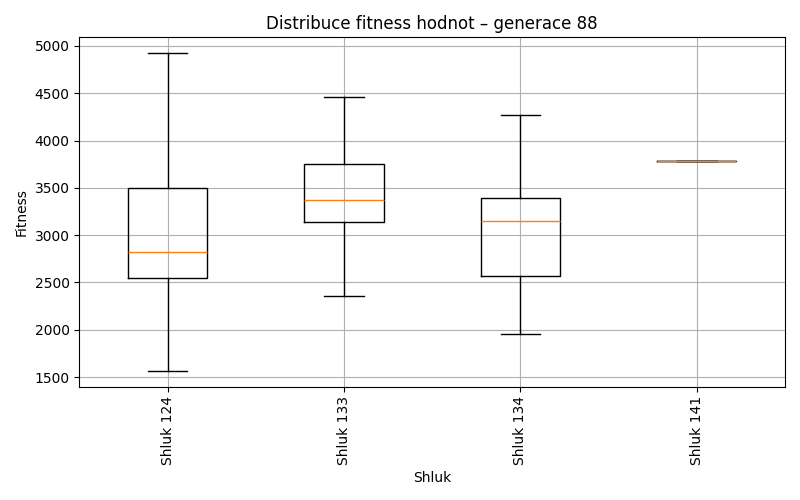 Distribuce fitness hodnot – generace 88
5000
4500
4000
3500
3000
2500
2000
1500
Fitness
Shluk 124
Shluk 133
Shluk 134
Shluk 141
Shluk